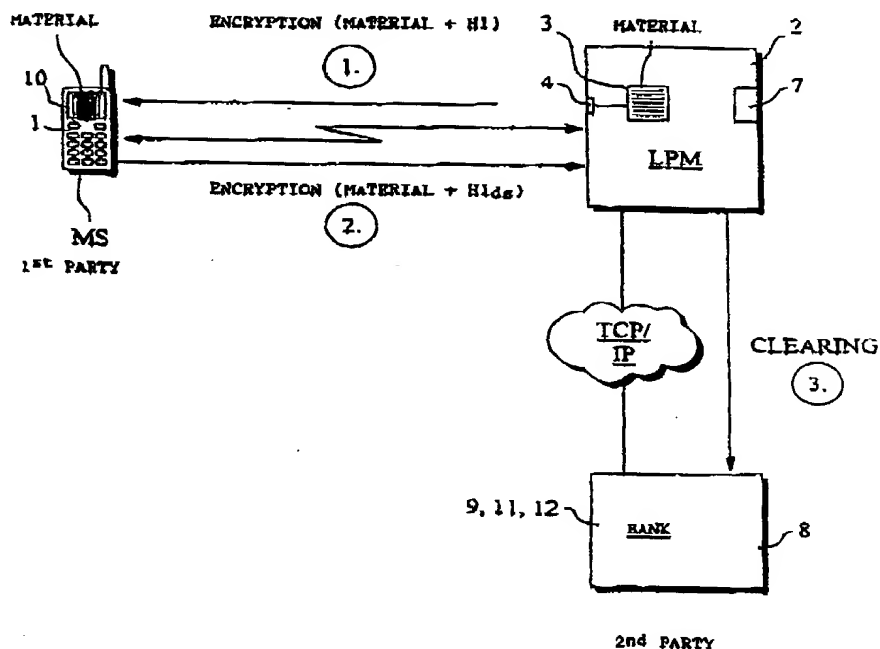 MATERIAL
ENCRYPTION (MATERIAL + H1)
1.
10
1
MS
1st PARTY
ENCRYPTION (MATERIAL + H1ds)
2.
3
MATERIAL
2
4
7
LPM
TCP/
IP
CLEARING
3.
9, 11, 12
BANK
8
2nd PARTY